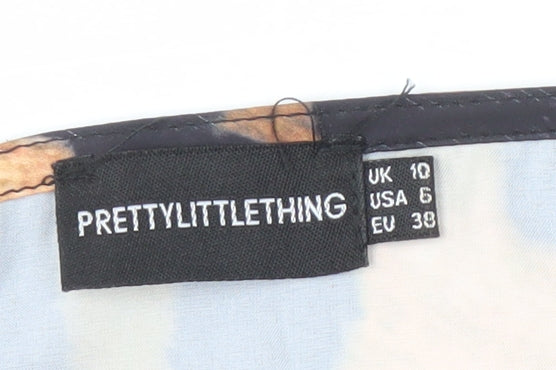 PRETTYLITTLETHING
UK 10
USA 6
EU 38